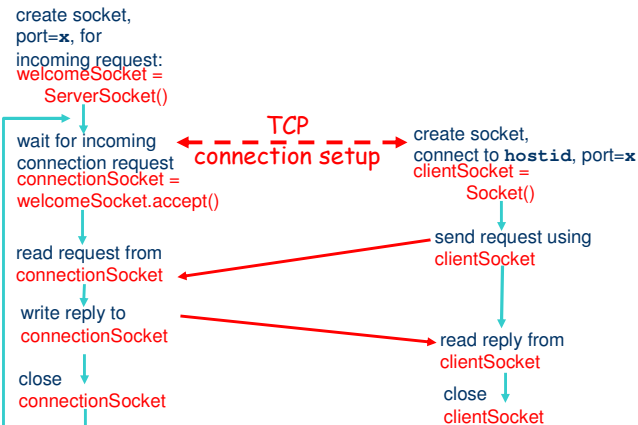 create socket,
port=x, for
incoming request:
welcomeSocket =
ServerSocket()
TCP
connection setup
wait for incoming
connection request
connectionSocket =
welcomeSocket.accept()
create socket,
connect to hostid, port=x
clientSocket =
Socket()
read request from
connectionSocket
send request using
clientSocket
write reply to
connectionSocket
read reply from
clientSocket
close
connectionSocket
close
clientSocket